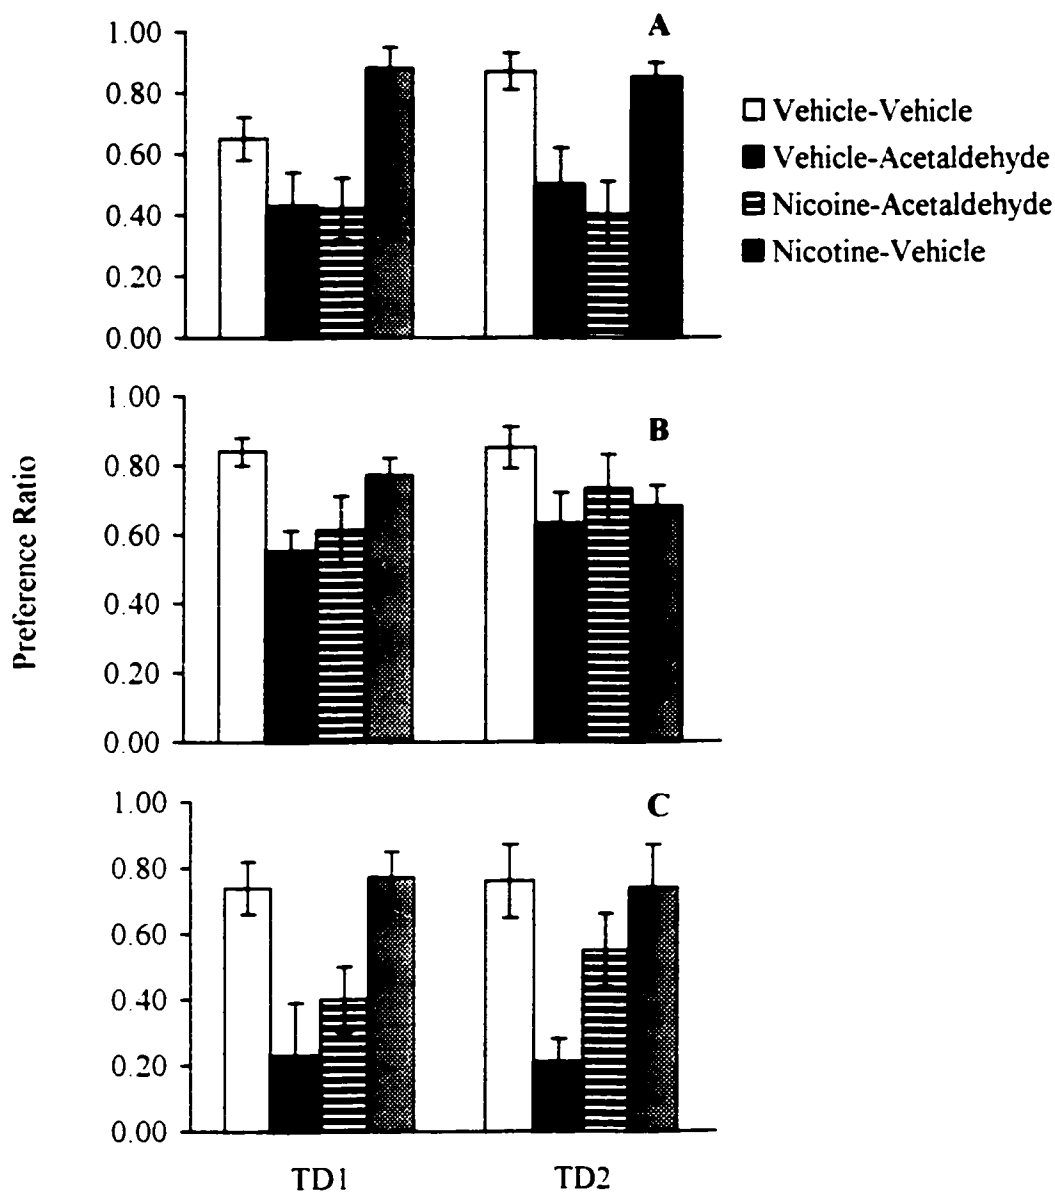 A
1.00
0.80
0.60
0.40
0.20
0.00
Vehicle-Vehicle
Vehicle-Acetaldehyde
Nicoine-Acetaldehyde
Nicotine-Vehicle
Preference Ratio
B
1.00
0.80
0.60
0.40
0.20
0.00
C
1.00
0.80
0.60
0.40
0.20
0.00
TD1 TD2